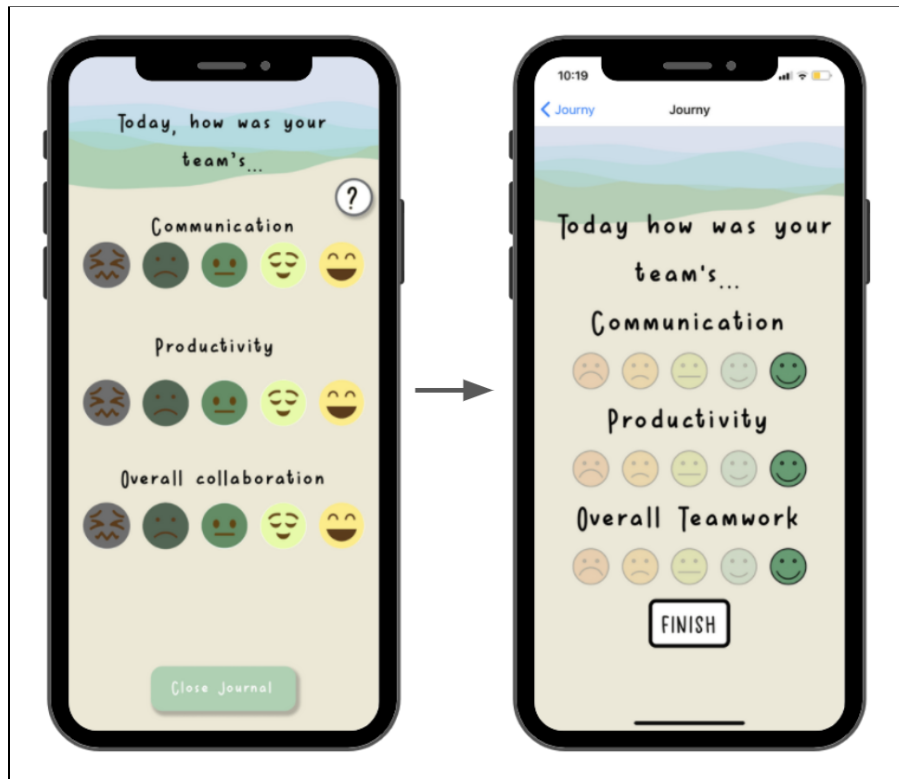 Today, how was your
team's...
?
Communication
Productivity
Overall collaboration
Close Journal
10:19
Journy
Journy
Today how was your
team's...
Communication
Productivity
Overall Teamwork
FINISH